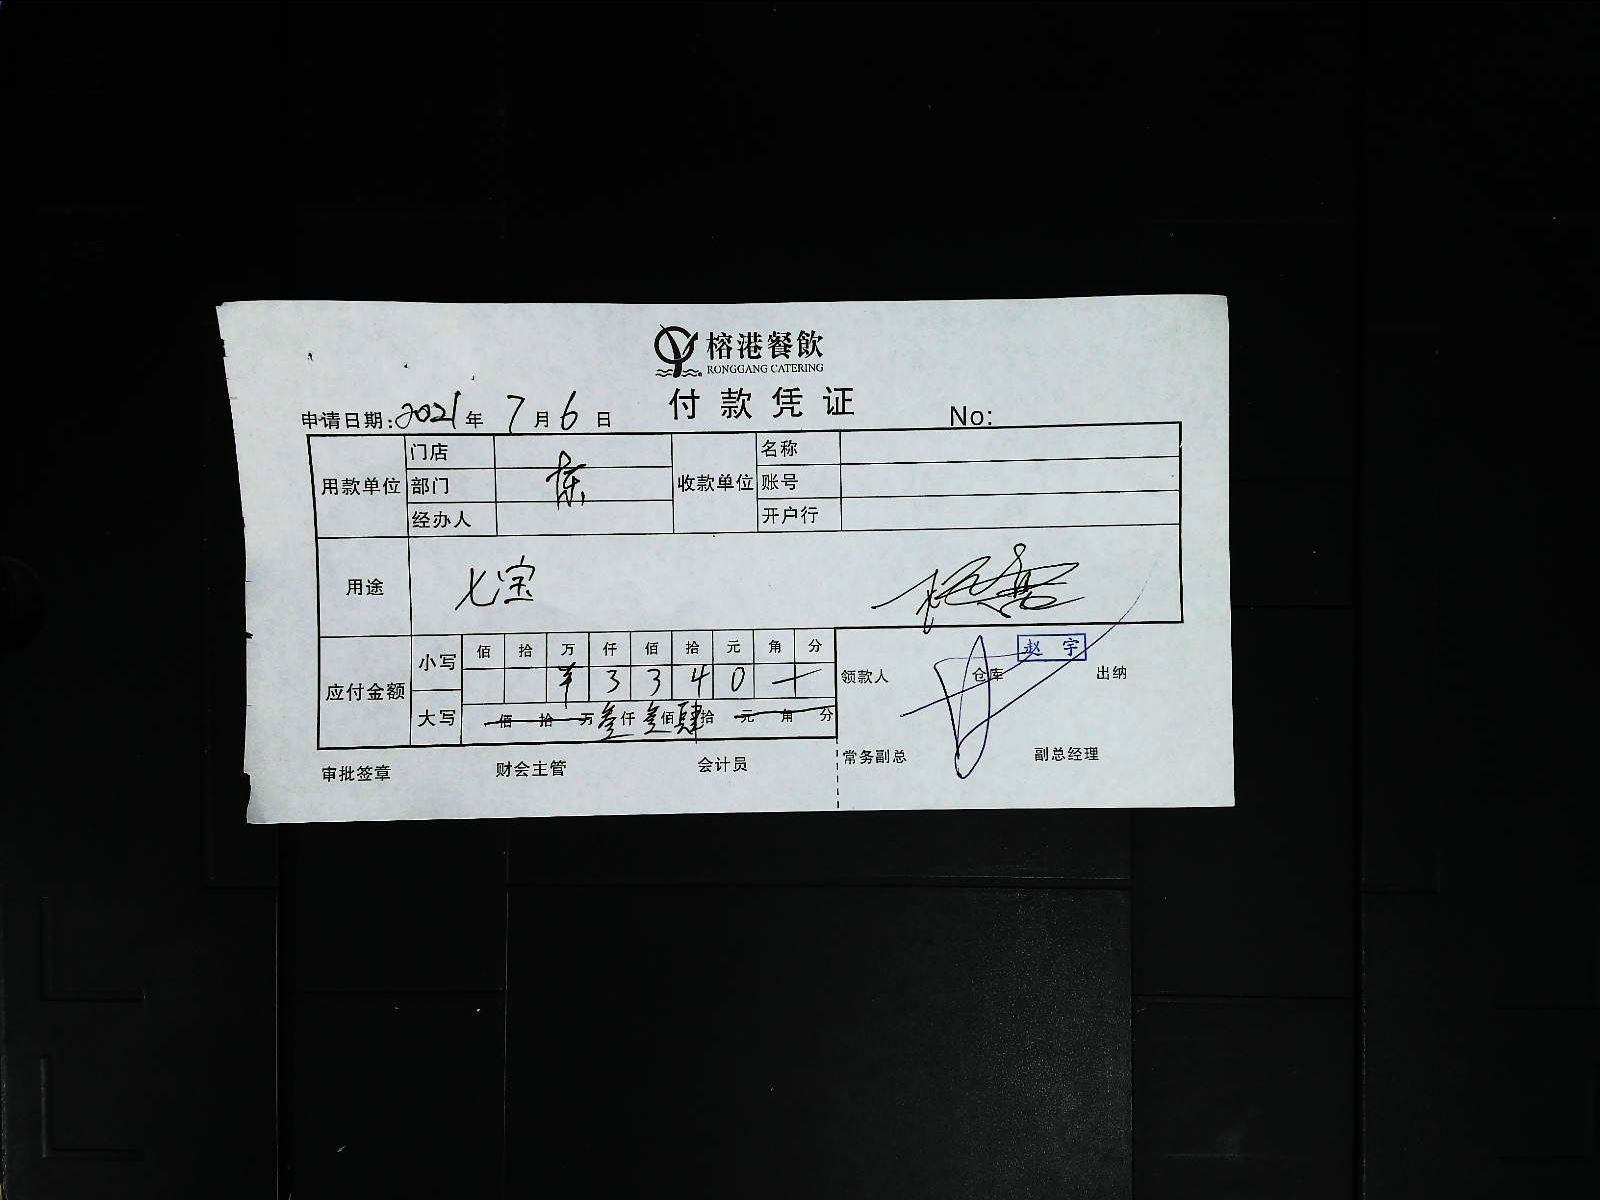 榕港餐飲
RONGGANG CATERING
付款凭证
申请日期:2021年7月6日 No:
用款单位 门店 收款单位 名称
部门 账号
经办人 开户行
用途 七宝
应付金额 小写 佰 拾 万 仟 佰 拾 元 角 分
¥ 3 3 4 0 —
大写 佰 拾 万 叁仟 叁佰 肆拾 元 角 分
领款人 仓库 赵宇 出纳
常务副总 副总经理
审批签章 财会主管 会计员